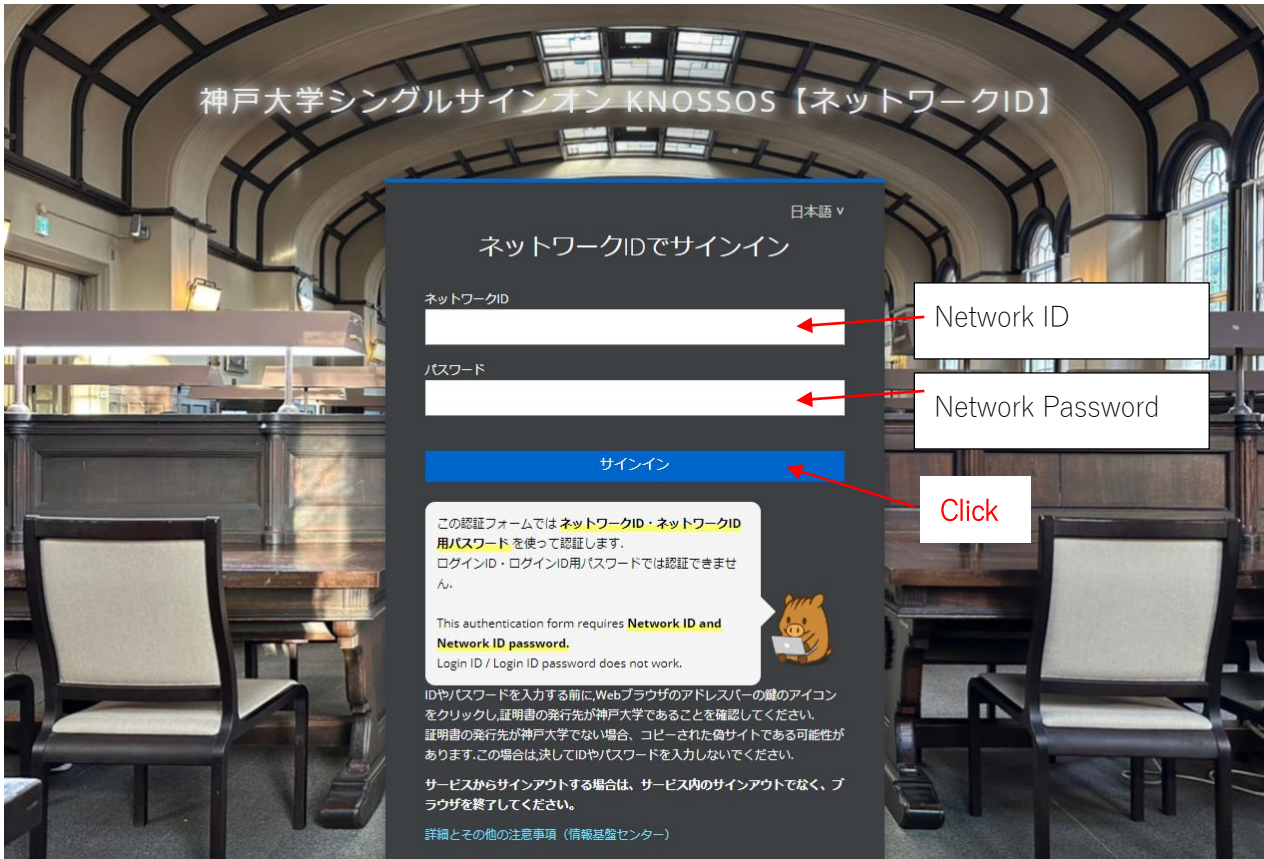 神戸大学シングルサインオン KNOSSOS【ネットワークID】
日本語 ∨
ネットワークIDでサインイン
ネットワークID
Network ID
パスワード
Network Password
サインイン
Click
この認証フォームでは ネットワークID・ネットワークID
用パスワード を使って認証します.
ログインID・ログインID用パスワードでは認証できませ
ん.
This authentication form requires Network ID and
Network ID password.
Login ID / Login ID password does not work.
IDやパスワードを入力する前に,Webブラウザのアドレスバーの鍵のアイコン
をクリックし,証明書の発行先が神戸大学であることを確認してください.
証明書の発行先が神戸大学でない場合、コピーされた偽サイトである可能性が
あります.この場合は,決してIDやパスワードを入力しないでください.
サービスからサインアウトする場合は、サービス内のサインアウトでなく、ブ
ラウザを終了してください。
詳細とその他の注意事項（情報基盤センター）